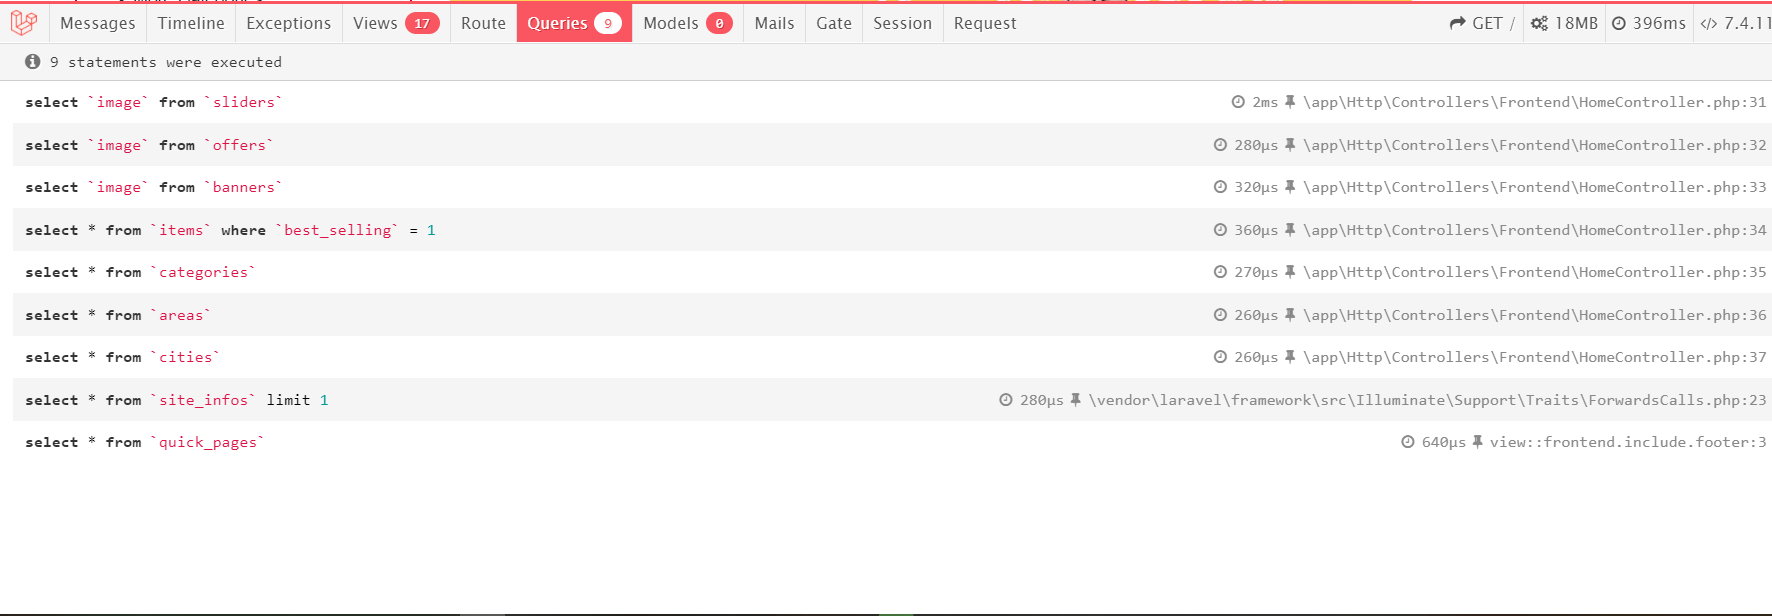 Messages Timeline Exceptions Views 17 Route Queries 9 Models 0 Mails Gate Session Request GET / 18MB 396ms </> 7.4.11
9 statements were executed
select `image` from `sliders` 2ms \app\Http\Controllers\Frontend\HomeController.php:31
select `image` from `offers` 280μs \app\Http\Controllers\Frontend\HomeController.php:32
select `image` from `banners` 320μs \app\Http\Controllers\Frontend\HomeController.php:33
select * from `items` where `best_selling` = 1 360μs \app\Http\Controllers\Frontend\HomeController.php:34
select * from `categories` 270μs \app\Http\Controllers\Frontend\HomeController.php:35
select * from `areas` 260μs \app\Http\Controllers\Frontend\HomeController.php:36
select * from `cities` 260μs \app\Http\Controllers\Frontend\HomeController.php:37
select * from `site_infos` limit 1 280μs \vendor\laravel\framework\src\Illuminate\Support\Traits\ForwardsCalls.php:23
select * from `quick_pages` 640μs view::frontend.include.footer:3